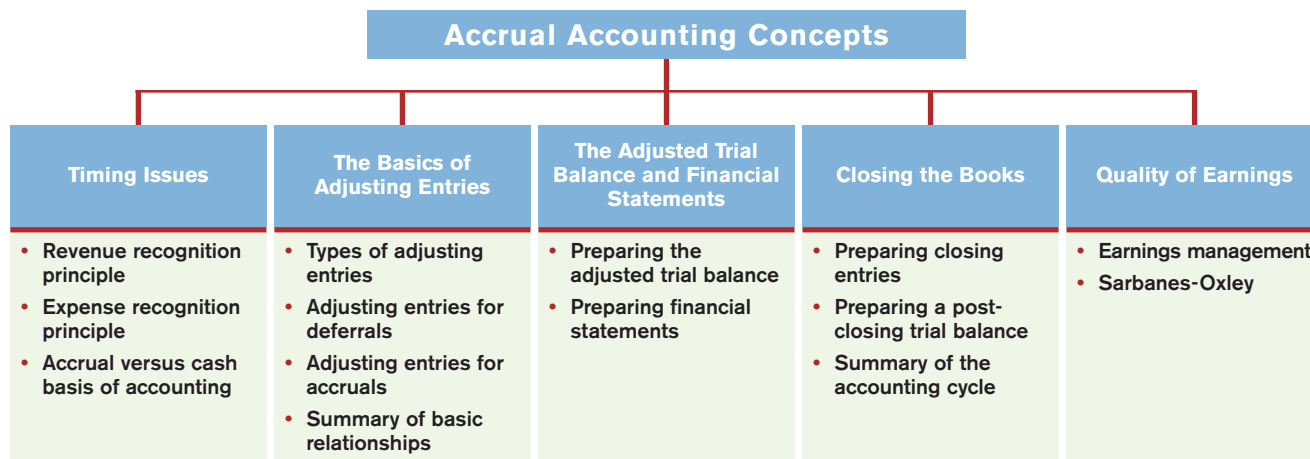 Accrual Accounting Concepts
Timing Issues
• Revenue recognition
principle
• Expense recognition
principle
• Accrual versus cash
basis of accounting
The Basics of
Adjusting Entries
• Types of adjusting
entries
• Adjusting entries for
deferrals
• Adjusting entries for
accruals
• Summary of basic
relationships
The Adjusted Trial
Balance and Financial
Statements
• Preparing the
adjusted trial balance
• Preparing financial
statements
Closing the Books
• Preparing closing
entries
• Preparing a post-
closing trial balance
• Summary of the
accounting cycle
Quality of Earnings
• Earnings management
• Sarbanes-Oxley